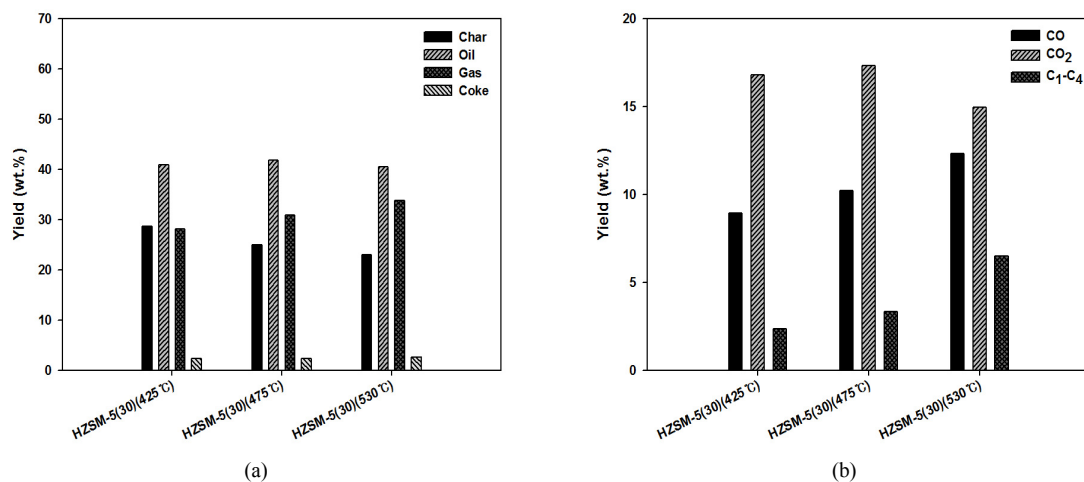 70
60
50
40
30
20
10
0
Yield (wt.%)
Char
Oil
Gas
Coke
HZSM-5(30)(425℃)
HZSM-5(30)(475℃)
HZSM-5(30)(530℃)
(a)
20
15
10
5
0
Yield (wt.%)
CO
CO₂
C₁-C₄
HZSM-5(30)(425℃)
HZSM-5(30)(475℃)
HZSM-5(30)(530℃)
(b)